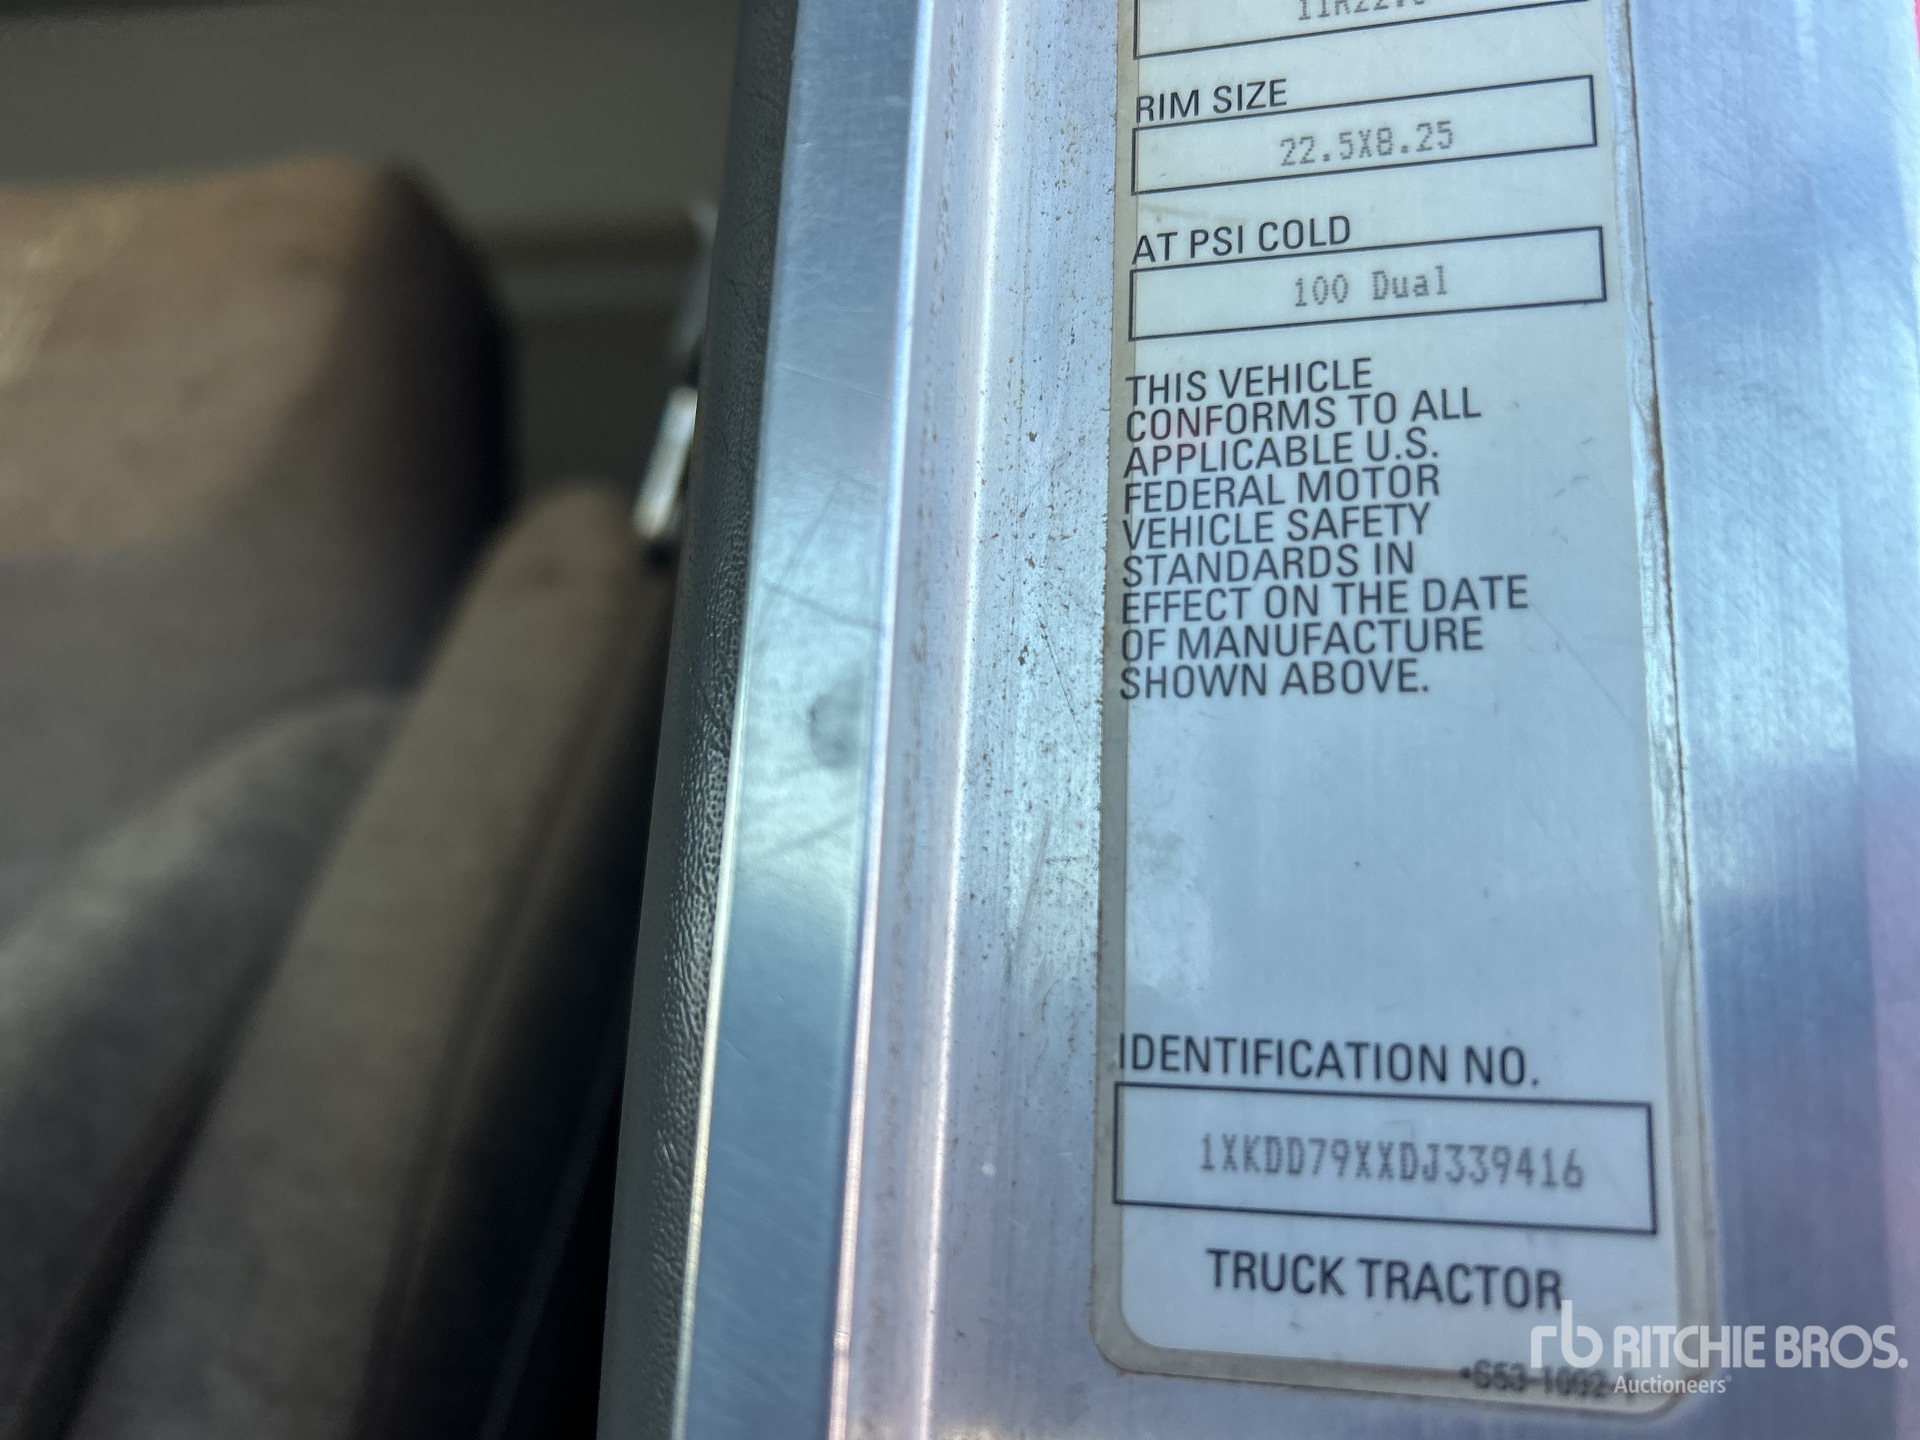 RIM SIZE
22.5X8.25
AT PSI COLD
100 Dual
THIS VEHICLE
CONFORMS TO ALL
APPLICABLE U.S.
FEDERAL MOTOR
VEHICLE SAFETY
STANDARDS IN
EFFECT ON THE DATE
OF MANUFACTURE
SHOWN ABOVE.
IDENTIFICATION NO.
1XKDD79XXDJ339416
TRUCK TRACTOR
rb RITCHIE BROS.
Auctioneers